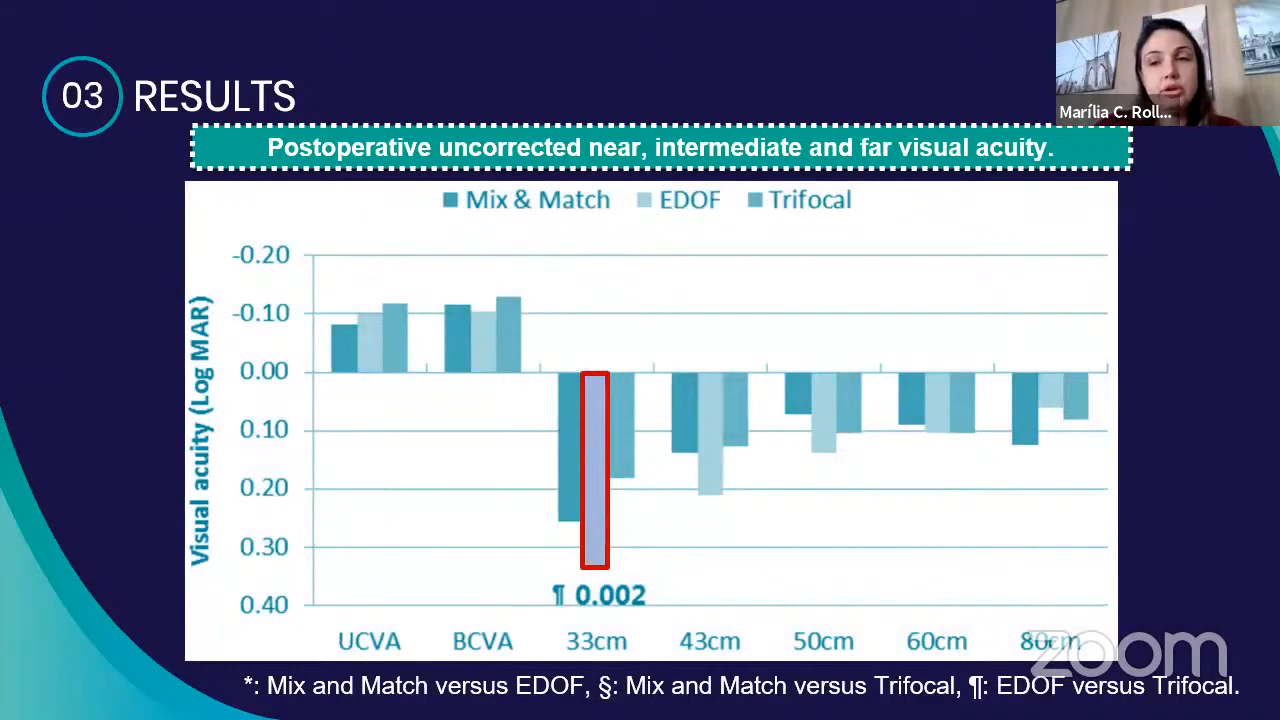 03 RESULTS
Marília C. Roll...
Postoperative uncorrected near, intermediate and far visual acuity.
Mix & Match EDOF Trifocal
Visual acuity (Log MAR)
-0.20
-0.10
0.00
0.10
0.20
0.30
0.40
¶ 0.002
UCVA BCVA 33cm 43cm 50cm 60cm 80cm
zoom
*: Mix and Match versus EDOF, §: Mix and Match versus Trifocal, ¶: EDOF versus Trifocal.